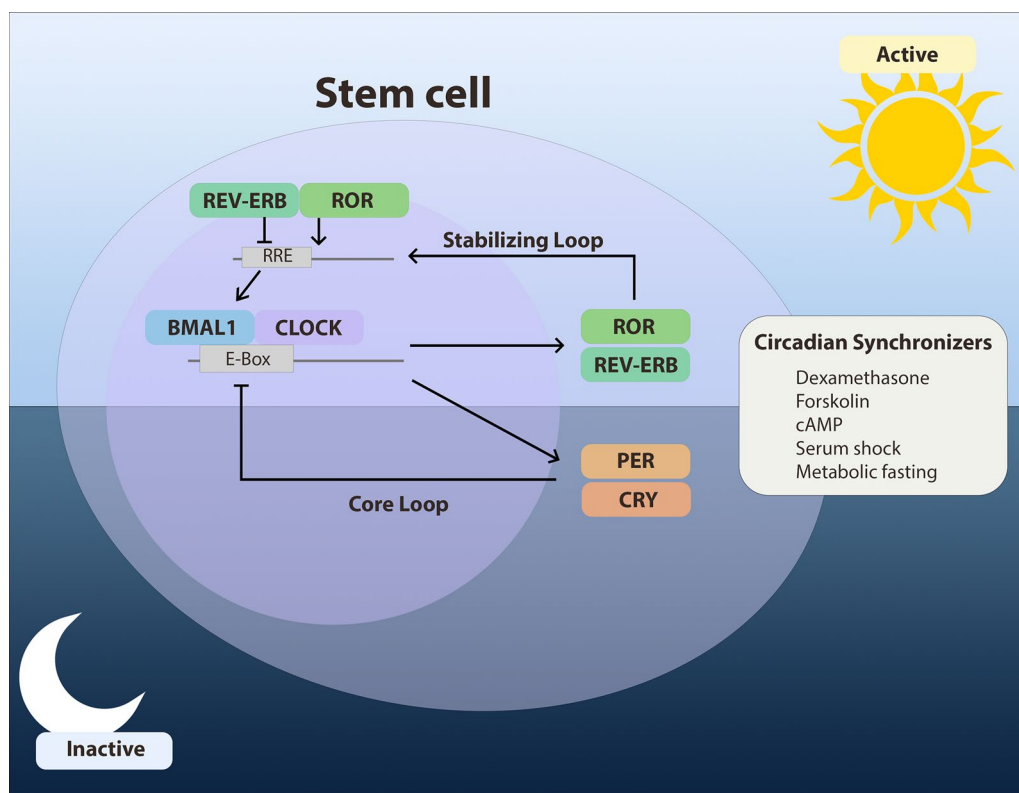 Active
Stem cell
REV-ERB
ROR
RRE
Stabilizing Loop
BMAL1
CLOCK
E-Box
ROR
REV-ERB
Circadian Synchronizers
Dexamethasone
Forskolin
cAMP
Serum shock
Metabolic fasting
PER
CRY
Core Loop
Inactive